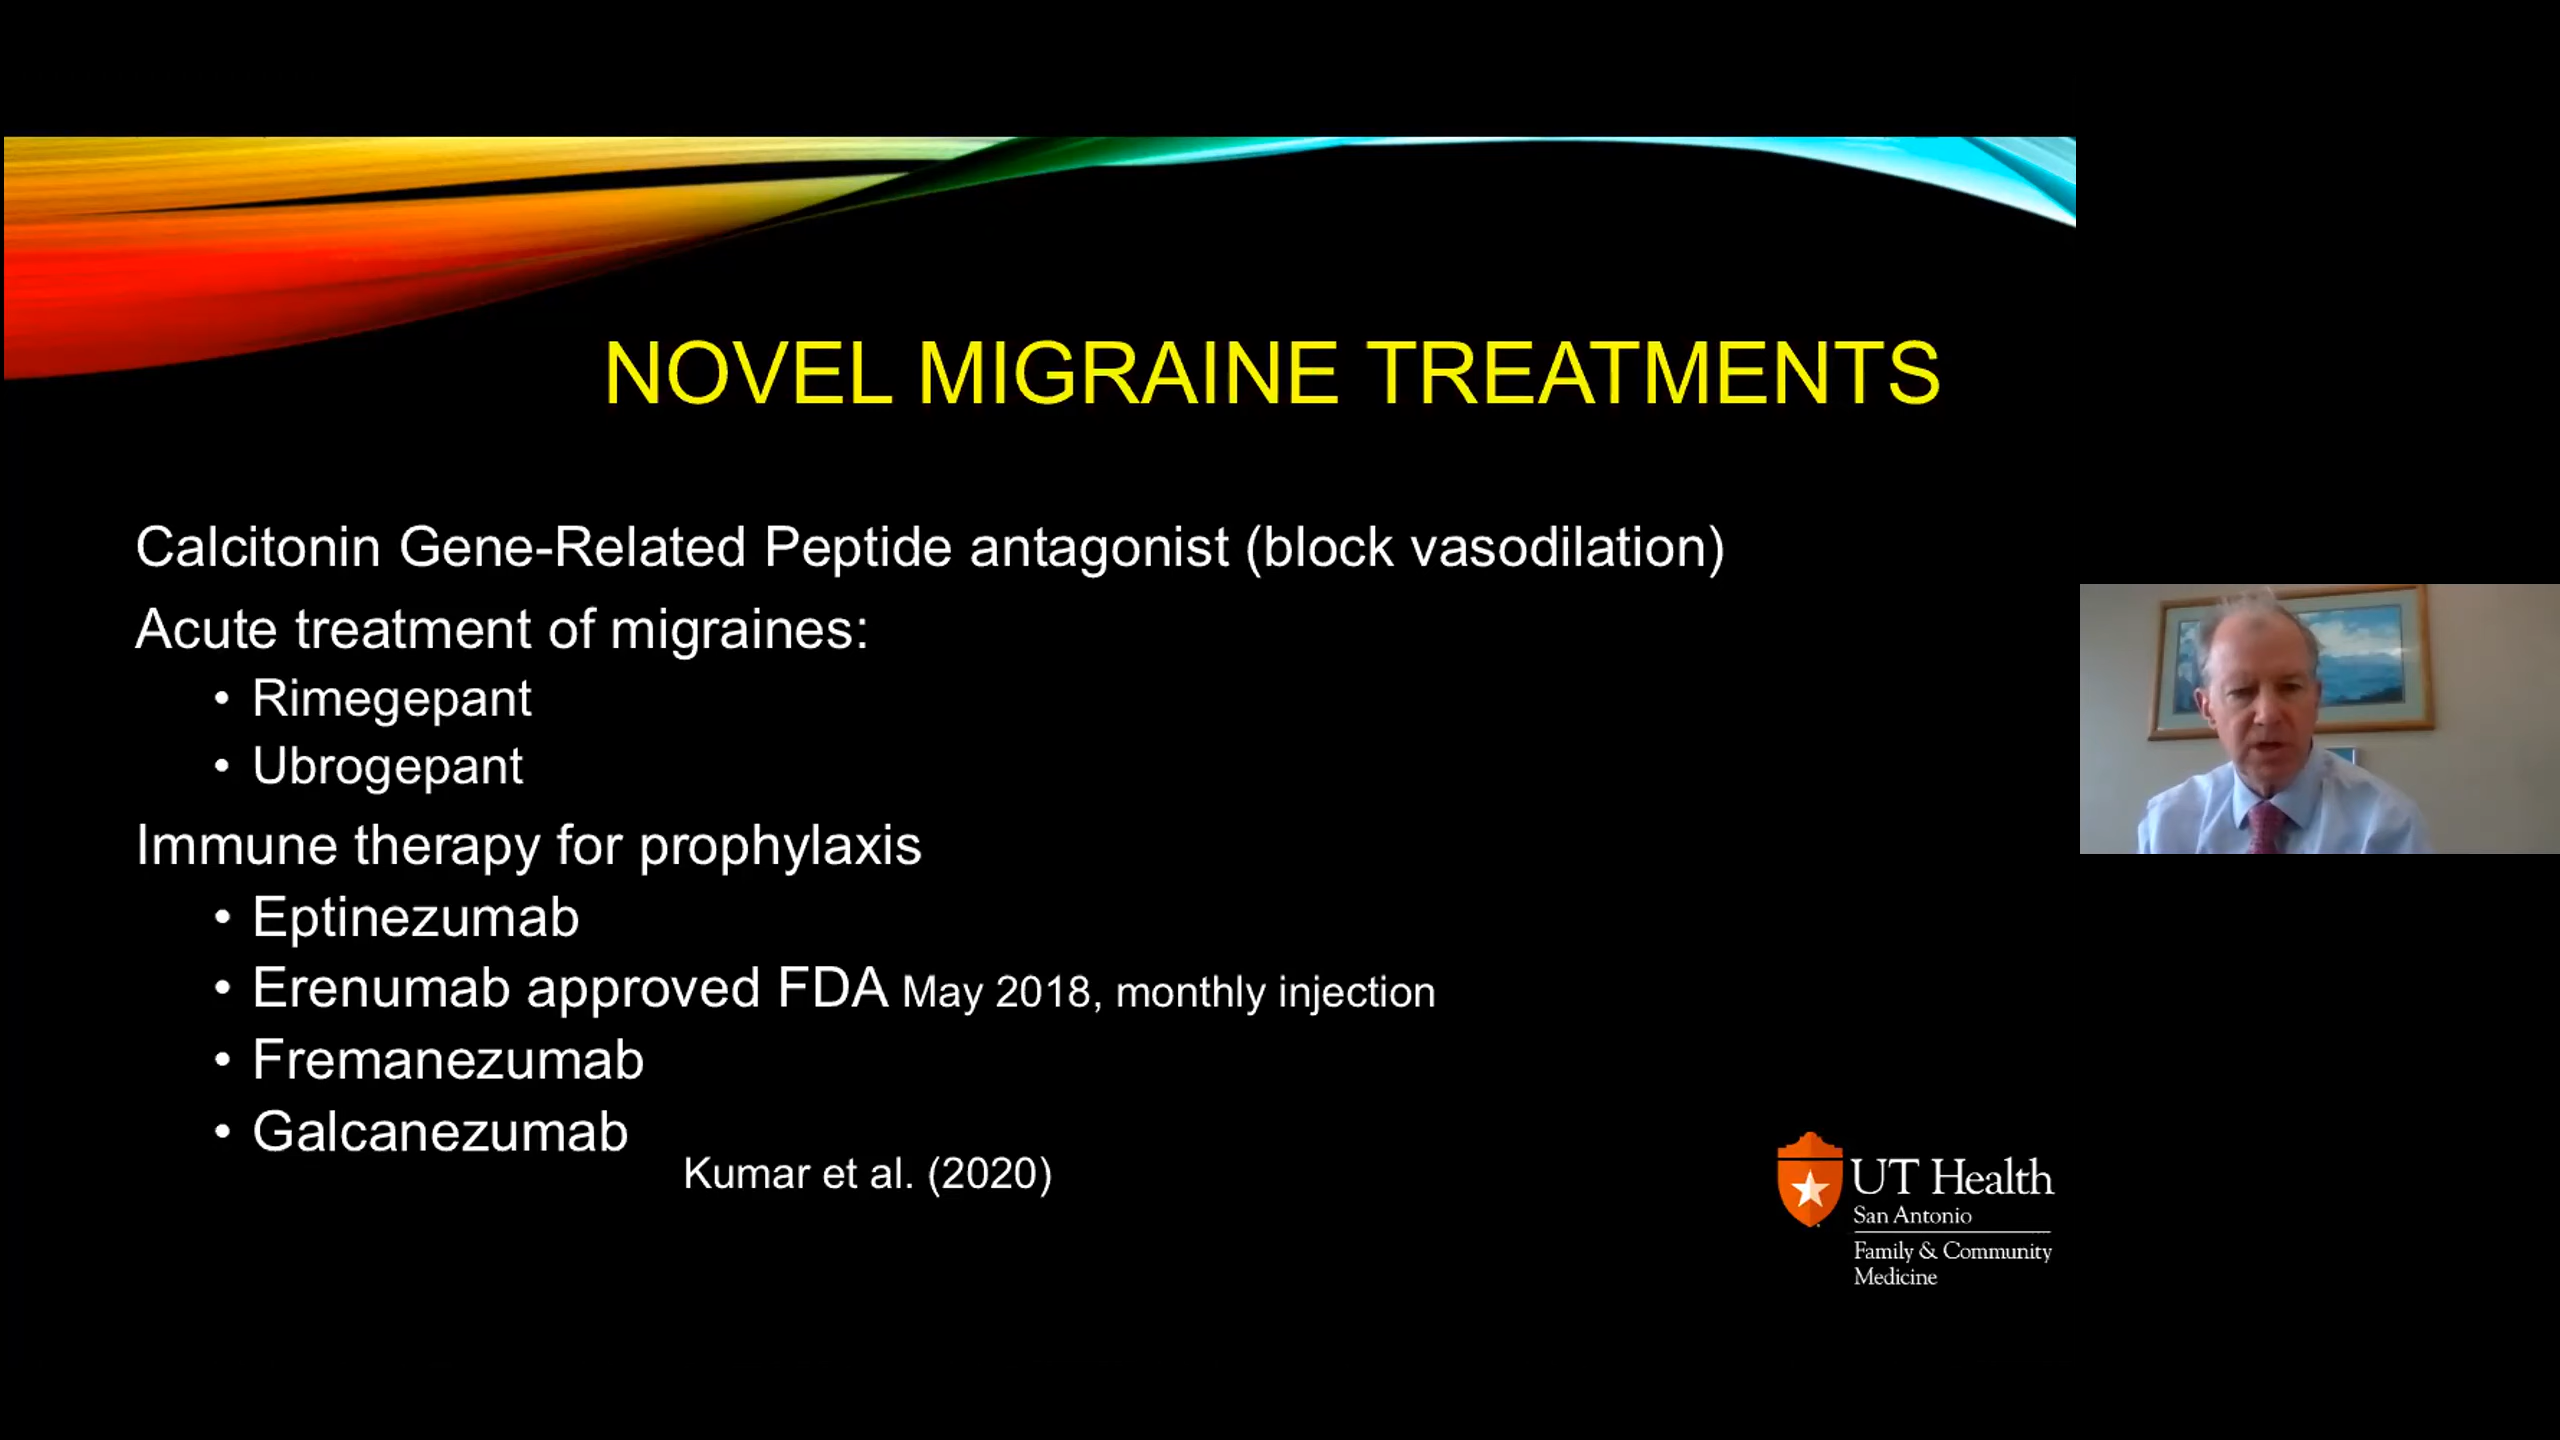 NOVEL MIGRAINE TREATMENTS
Calcitonin Gene-Related Peptide antagonist (block vasodilation)
Acute treatment of migraines:
• Rimegepant
• Ubrogepant
Immune therapy for prophylaxis
• Eptinezumab
• Erenumab approved FDA May 2018, monthly injection
• Fremanezumab
• Galcanezumab
Kumar et al. (2020)
UT Health
San Antonio
Family & Community
Medicine